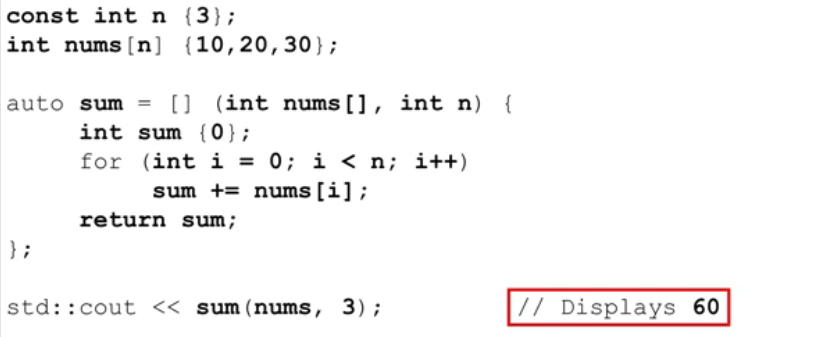 const int n {3};
int nums[n] {10,20,30};
auto sum = [] (int nums[], int n) {
int sum {0};
for (int i = 0; i < n; i++)
sum += nums[i];
return sum;
};
std::cout << sum(nums, 3); // Displays 60